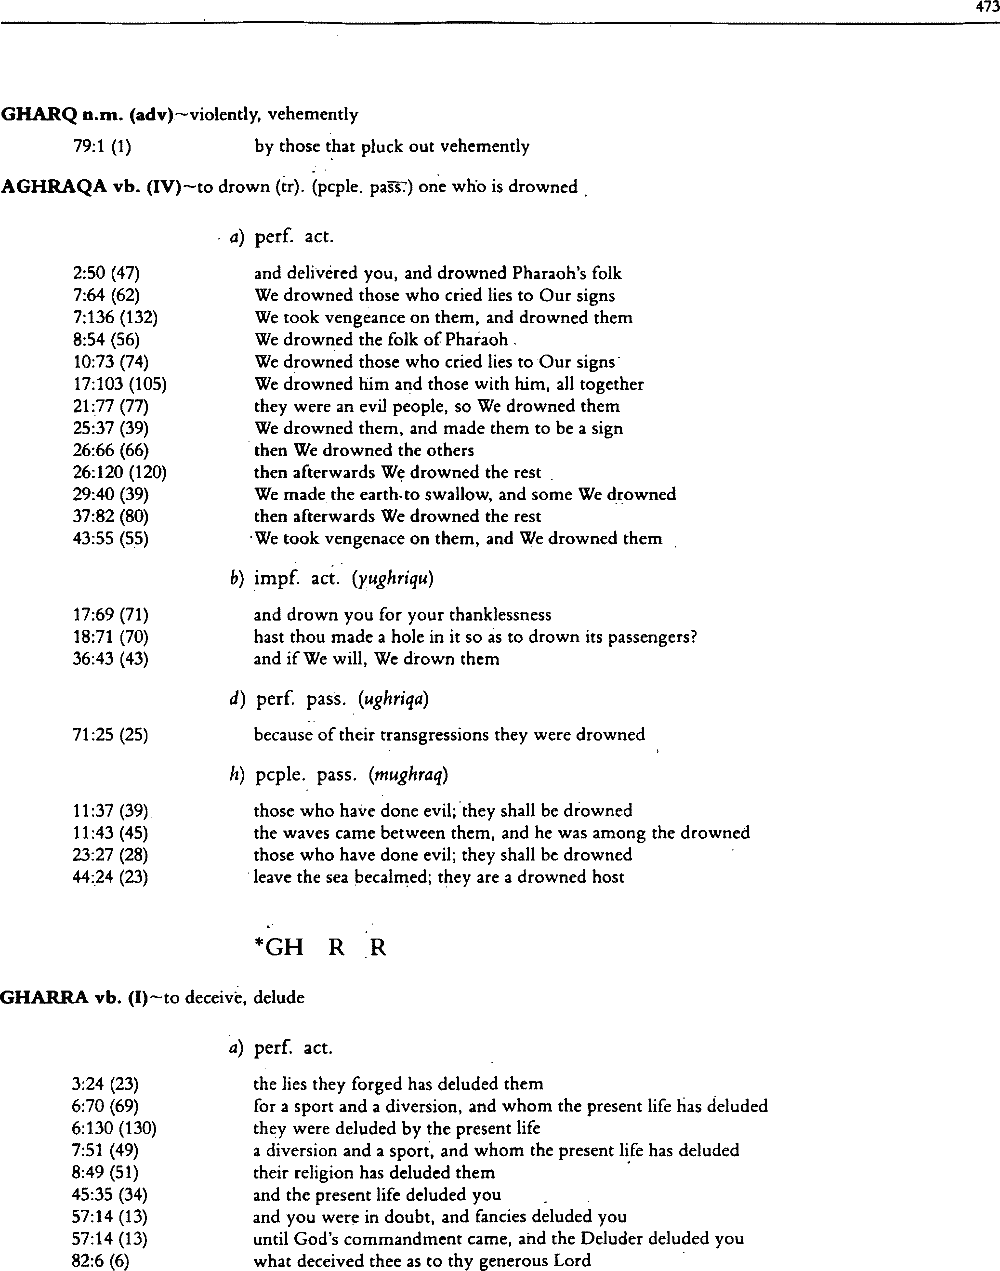 473
GHARQ n.m. (adv)~violently, vehemently
79:1 (1) by those that pluck out vehemently
AGHRAQA vb. (IV)~to drown (tr). (pcple. pass.) one who is drowned
a) perf. act.
2:50 (47) and delivered you, and drowned Pharaoh's folk
7:64 (62) We drowned those who cried lies to Our signs
7:136 (132) We took vengeance on them, and drowned them
8:54 (56) We drowned the folk of Pharaoh
10:73 (74) We drowned those who cried lies to Our signs
17:103 (105) We drowned him and those with him, all together
21:77 (77) they were an evil people, so We drowned them
25:37 (39) We drowned them, and made them to be a sign
26:66 (66) then We drowned the others
26:120 (120) then afterwards We drowned the rest
29:40 (39) We made the earth to swallow, and some We drowned
37:82 (80) then afterwards We drowned the rest
43:55 (55) We took vengenace on them, and We drowned them
b) impf. act. (yughriqu)
17:69 (71) and drown you for your thanklessness
18:71 (70) hast thou made a hole in it so as to drown its passengers?
36:43 (43) and if We will, We drown them
d) perf. pass. (ughriqa)
71:25 (25) because of their transgressions they were drowned
h) pcple. pass. (mughraq)
11:37 (39) those who have done evil; they shall be drowned
11:43 (45) the waves came between them, and he was among the drowned
23:27 (28) those who have done evil; they shall be drowned
44:24 (23) leave the sea becalmed; they are a drowned host
*GH R R
GHARRA vb. (I)~to deceive, delude
a) perf. act.
3:24 (23) the lies they forged has deluded them
6:70 (69) for a sport and a diversion, and whom the present life has deluded
6:130 (130) they were deluded by the present life
7:51 (49) a diversion and a sport, and whom the present life has deluded
8:49 (51) their religion has deluded them
45:35 (34) and the present life deluded you
57:14 (13) and you were in doubt, and fancies deluded you
57:14 (13) until God's commandment came, and the Deluder deluded you
82:6 (6) what deceived thee as to thy generous Lord